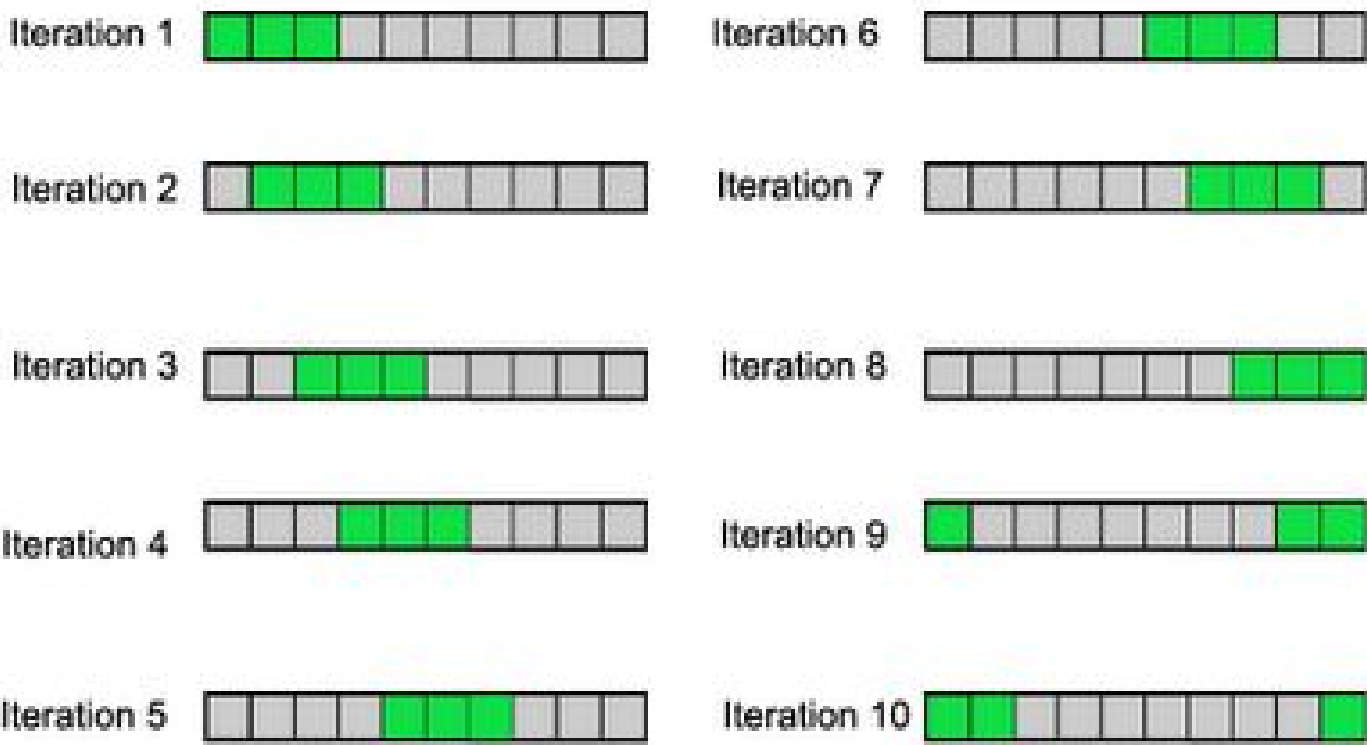 Iteration 1
Iteration 2
Iteration 3
Iteration 4
Iteration 5
Iteration 6
Iteration 7
Iteration 8
Iteration 9
Iteration 10